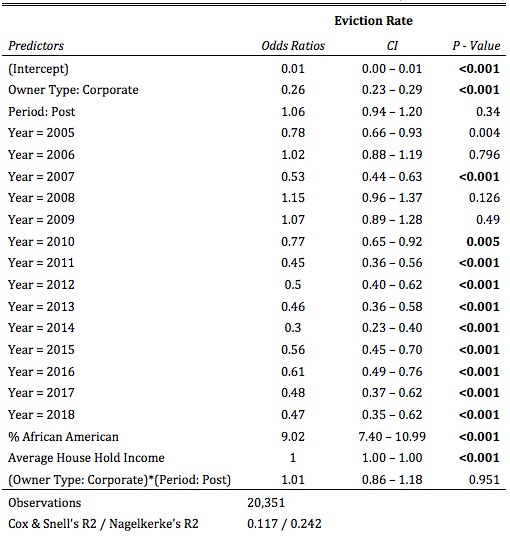 Eviction Rate
Predictors Odds Ratios CI P - Value
(Intercept) 0.01 0.00 – 0.01 <0.001
Owner Type: Corporate 0.26 0.23 – 0.29 <0.001
Period: Post 1.06 0.94 – 1.20 0.34
Year = 2005 0.78 0.66 – 0.93 0.004
Year = 2006 1.02 0.88 – 1.19 0.796
Year = 2007 0.53 0.44 – 0.63 <0.001
Year = 2008 1.15 0.96 – 1.37 0.126
Year = 2009 1.07 0.89 – 1.28 0.49
Year = 2010 0.77 0.65 – 0.92 0.005
Year = 2011 0.45 0.36 – 0.56 <0.001
Year = 2012 0.5 0.40 – 0.62 <0.001
Year = 2013 0.46 0.36 – 0.58 <0.001
Year = 2014 0.3 0.23 – 0.40 <0.001
Year = 2015 0.56 0.45 – 0.70 <0.001
Year = 2016 0.61 0.49 – 0.76 <0.001
Year = 2017 0.48 0.37 – 0.62 <0.001
Year = 2018 0.47 0.35 – 0.62 <0.001
% African American 9.02 7.40 – 10.99 <0.001
Average House Hold Income 1 1.00 – 1.00 <0.001
(Owner Type: Corporate)*(Period: Post) 1.01 0.86 – 1.18 0.951
Observations 20,351
Cox & Snell's R2 / Nagelkerke's R2 0.117 / 0.242